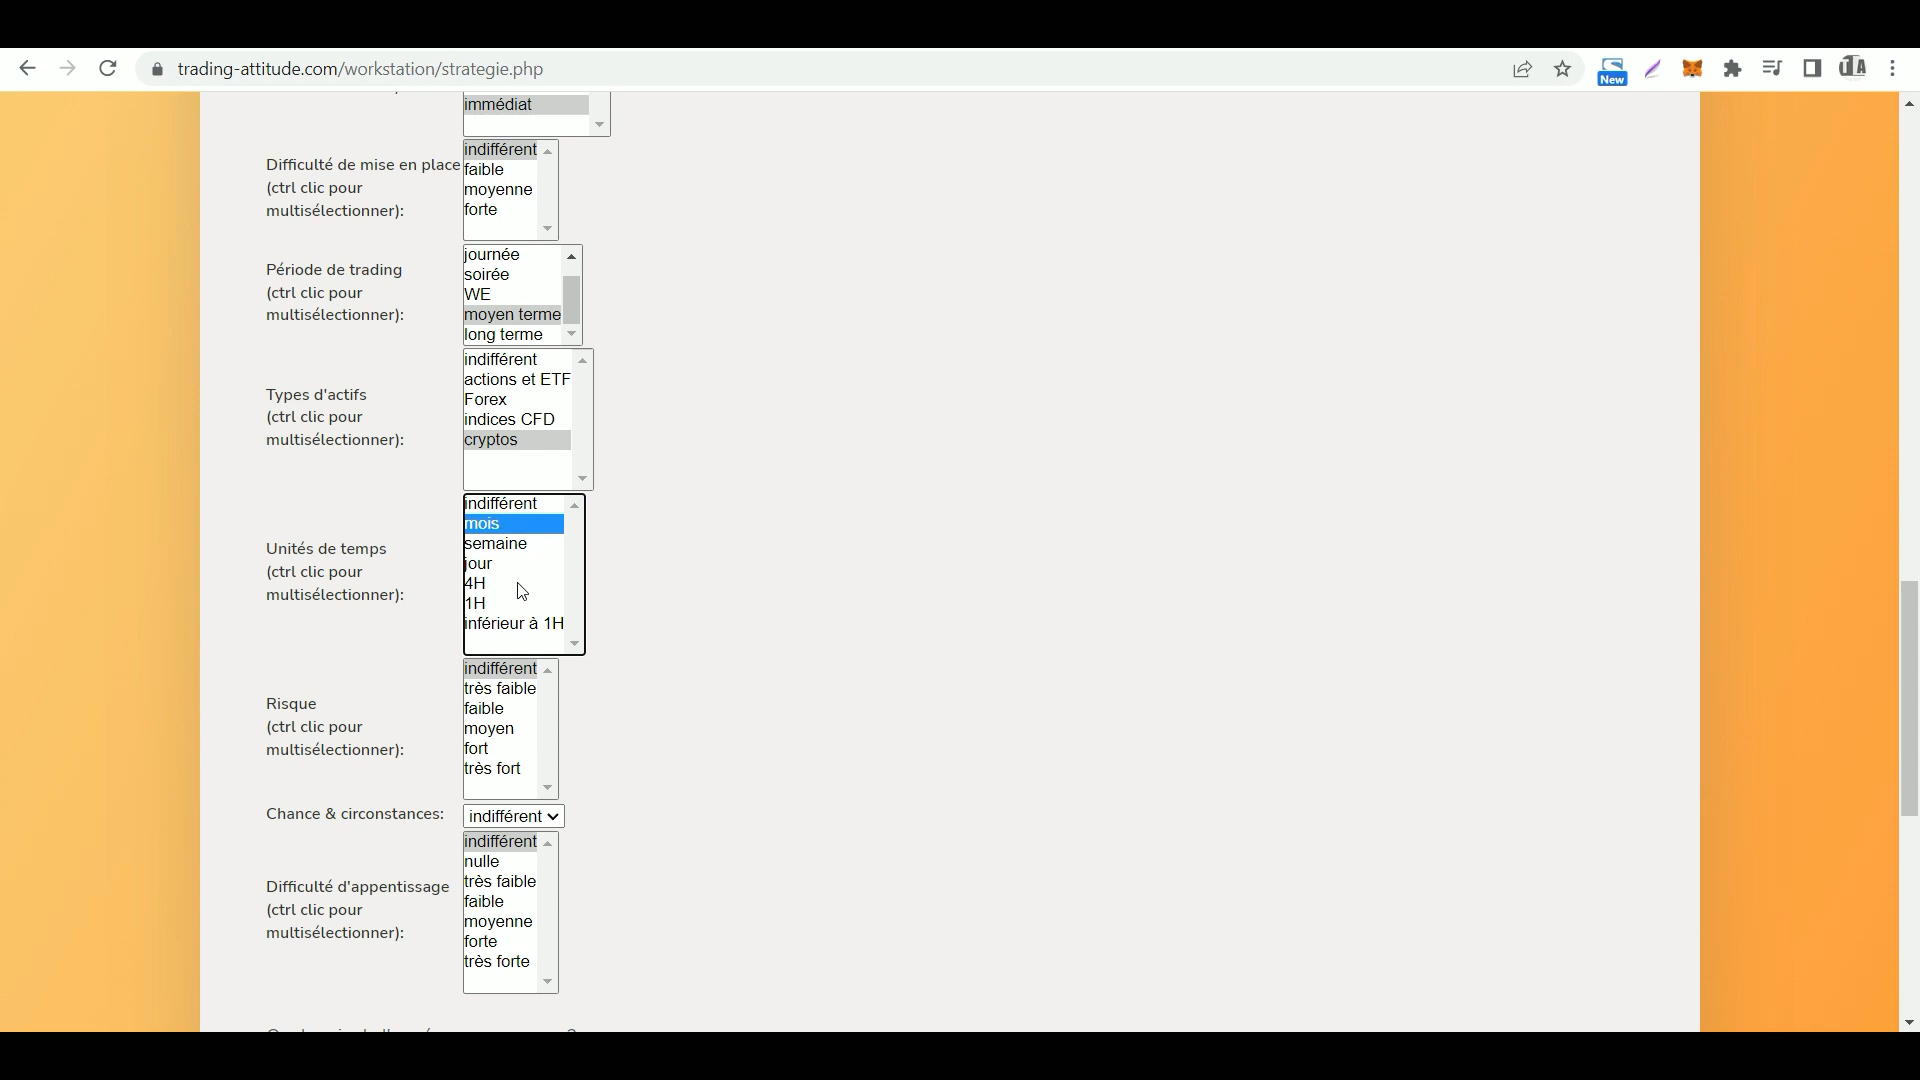 trading-attitude.com/workstation/strategie.php
New
immédiat
Difficulté de mise en place
(ctrl clic pour
multisélectionner):
indifférent
faible
moyenne
forte
Période de trading
(ctrl clic pour
multisélectionner):
journée
soirée
WE
moyen terme
long terme
Types d'actifs
(ctrl clic pour
multisélectionner):
indifférent
actions et ETF
Forex
indices CFD
cryptos
Unités de temps
(ctrl clic pour
multisélectionner):
indifférent
mois
semaine
jour
4H
1H
inférieur à 1H
Risque
(ctrl clic pour
multisélectionner):
indifférent
très faible
faible
moyen
fort
très fort
Chance & circonstances:
indifférent
Difficulté d'appentissage
(ctrl clic pour
multisélectionner):
indifférent
nulle
très faible
faible
moyenne
forte
très forte